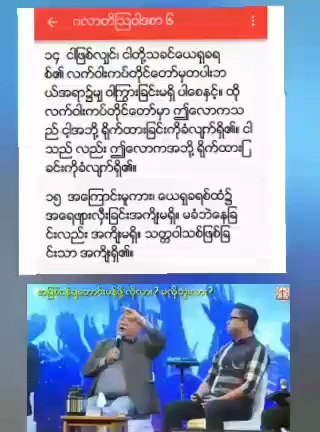 ဂလာတိဩဝါဒစာ ၆
၁၄ ငါဖြစ်လျှင်၊ ငါတို့သခင်ယေရှုခရ
စ်၏ လက်ဝါးကပ်တိုင်တော်မှတပါးဘ
ယ်အရာ၌မျှ ဝါကြွားခြင်းမရှိ ပါစေနှင့်။ ထို
လက်ဝါးကပ်တိုင်တော်မှာ ဤလောကသ
ည် ငါ့အဘို့ ရိုက်ထားခြင်းကိုခံလျက်ရှိ၏။ ငါ
သည် လည်း ဤလောကအဘို့ ရိုက်ထားြ
ခင်းကိုခံလျက်ရှိ၏။
၁၅ အကြောင်းမူကား၊ ယေရှုခရစ်ထံ၌
အရေဖျားလှီးခြင်းအကျိုးမရှိ။ မခံဘဲနေခြ
င်းလည်း အကျိုးမရှိ။ သတ္တဝါသစ်ဖြစ်ခြ
င်းသာ အကျိုးရှိ၏။